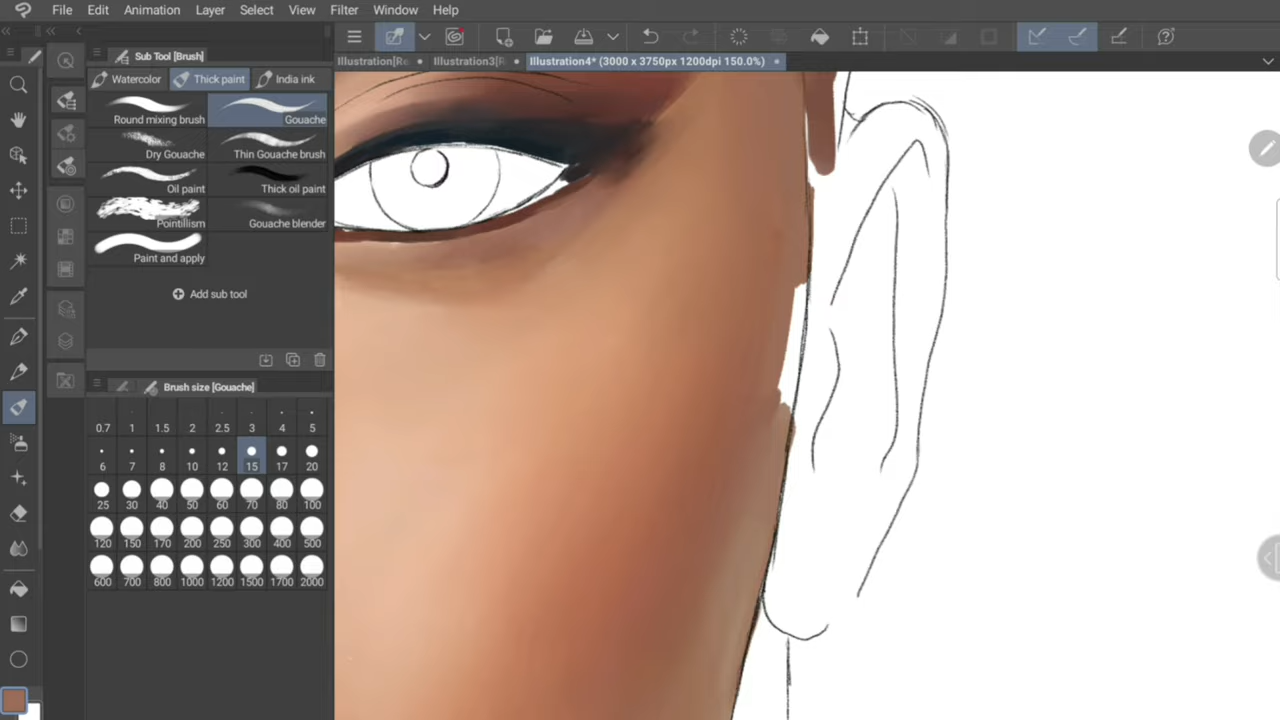 File Edit Animation Layer Select View Filter Window Help
Sub Tool [Brush]
Illustration[Re Illustration3[R Illustration4* (3000 x 3750px 1200dpi 150.0%)
Watercolor Thick paint India ink
Round mixing brush Gouache
Dry Gouache Thin Gouache brush
Oil paint Thick oil paint
Pointillism Gouache blender
Paint and apply
Add sub tool
Brush size [Gouache]
0.7 1 1.5 2 2.5 3 4 5
6 7 8 10 12 15 17 20
25 30 40 50 60 70 80 100
120 150 170 200 250 300 400 500
600 700 800 1000 1200 1500 1700 2000